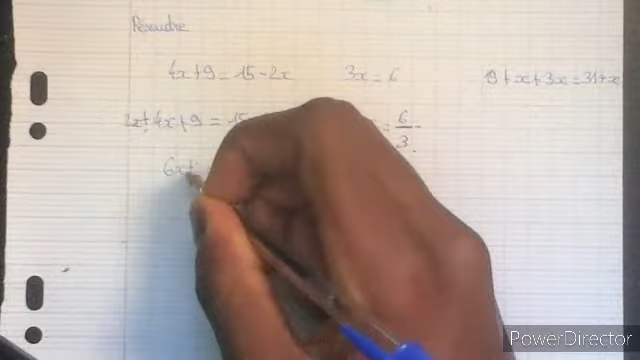 Résoudre
4x+9=15-2x 3x=6 19+x+3x=31+x
2x+4x+9=15 =6/3
6x+
PowerDirector